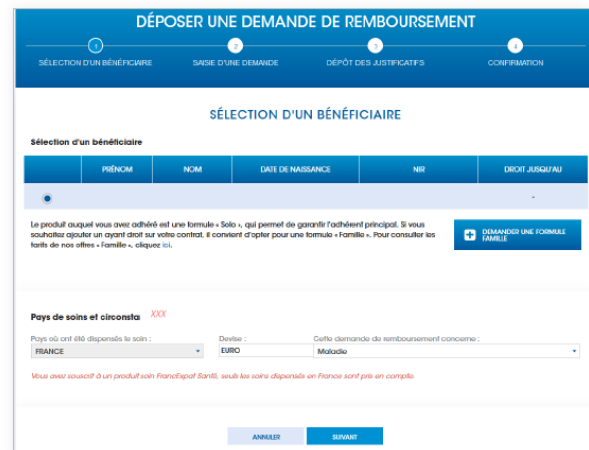 DÉPOSER UNE DEMANDE DE REMBOURSEMENT
1 2 3 4
SÉLECTION D'UN BÉNÉFICIAIRE SAISIE D'UNE DEMANDE DÉPÔT DES JUSTIFICATIFS CONFIRMATION
SÉLECTION D'UN BÉNÉFICIAIRE
Sélection d'un bénéficiaire
PRÉNOM NOM DATE DE NAISSANCE NIR DROIT JUSQU'AU
-
Le produit auquel vous avez adhéré est une formule « Solo », qui permet de garantir l'adhérent principal. Si vous
souhaitez ajouter un ayant droit sur votre contrat, il convient d'opter pour une formule « Famille ». Pour consulter les
tarifs de nos offres « Famille », cliquez ici.
DEMANDER UNE FORMULE
FAMILLE
Pays de soins et circonsta XXX
Pays où ont été dispensés le soin : Devise : Cette demande de remboursement concerne :
FRANCE EURO Maladie
Vous avez souscrit à un produit soin FrancExpat Santé, seuls les soins dispensés en France sont pris en compte.
ANNULER SUIVANT